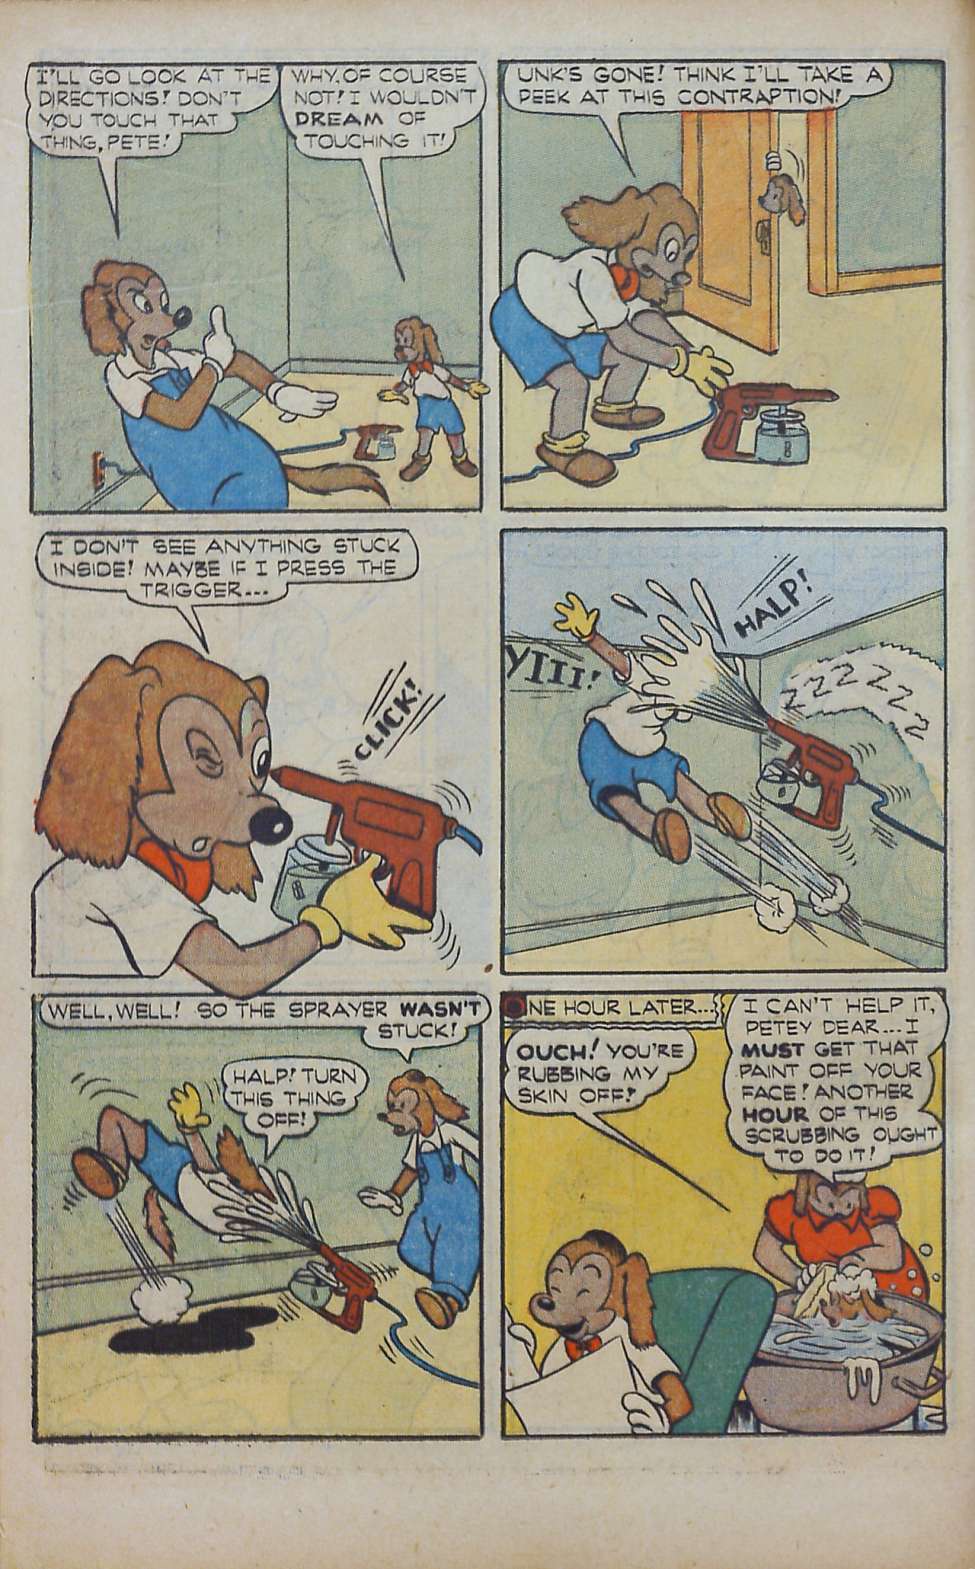 I'LL GO LOOK AT THE
DIRECTIONS! DON'T
YOU TOUCH THAT
THING, PETE!
WHY, OF COURSE
NOT! I WOULDN'T
DREAM OF
TOUCHING IT!
UNK'S GONE! THINK I'LL TAKE A
PEEK AT THIS CONTRAPTION!
I DON'T SEE ANYTHING STUCK
INSIDE! MAYBE IF I PRESS THE
TRIGGER...
CLICK!
YIII!
HALP!
ZZZZZZ
WELL, WELL! SO THE SPRAYER WASN'T
STUCK!
HALP! TURN
THIS THING
OFF!
ONE HOUR LATER...
OUCH! YOU'RE
RUBBING MY
SKIN OFF!
I CAN'T HELP IT,
PETEY DEAR... I
MUST GET THAT
PAINT OFF YOUR
FACE! ANOTHER
HOUR OF THIS
SCRUBBING OUGHT
TO DO IT!